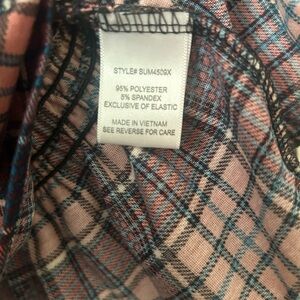 STYLE# SUM4509X
95% POLYESTER
5% SPANDEX
EXCLUSIVE OF ELASTIC
MADE IN VIETNAM
SEE REVERSE FOR CARE